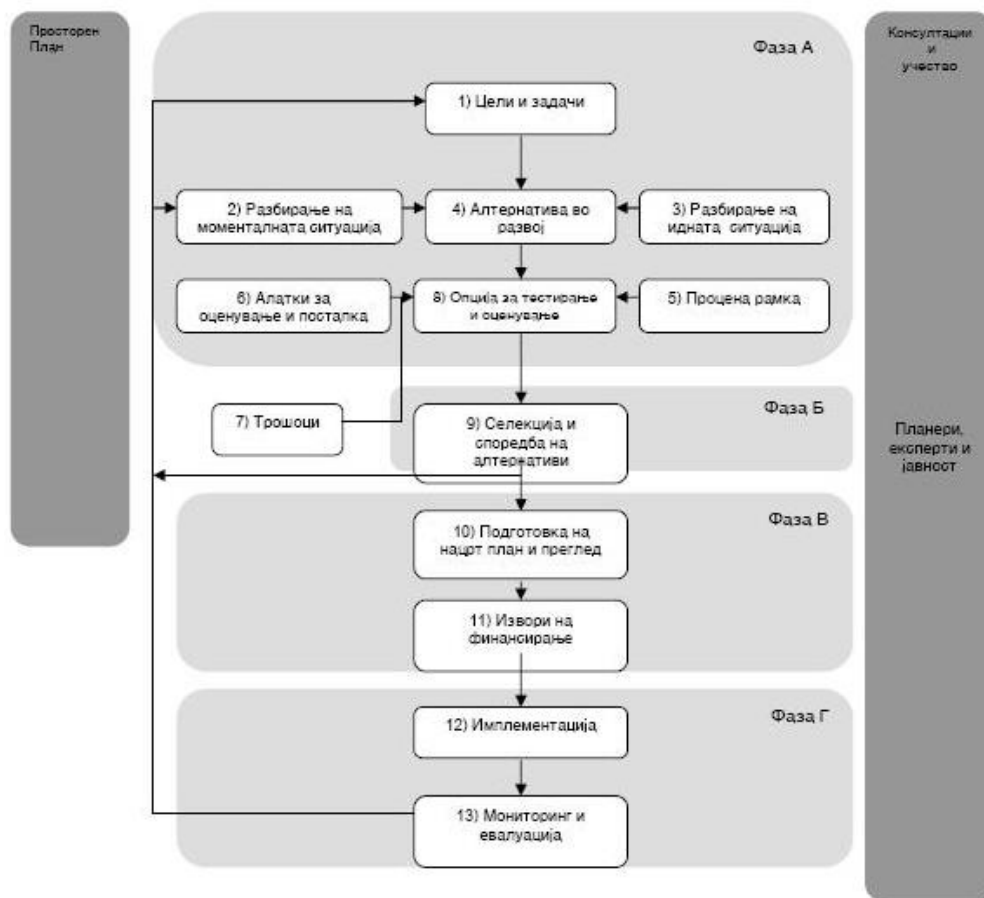 Просторен
План
Консултации
и
учество
Фаза А
1) Цели и задачи
2) Разбирање на
моменталната ситуација
4) Алтернатива во
развој
3) Разбирање на
идната ситуација
6) Алатки за
оценување и постапка
8) Опција за тестирање
и оценување
5) Процена рамка
Фаза Б
7) Трошоци
9) Селекција и
споредба на
алтернативи
Планери,
експерти и
јавност
Фаза В
10) Подготовка на
нацрт план и преглед
11) Извори на
финансирање
Фаза Г
12) Имплементација
13) Мониторинг и
евалуација